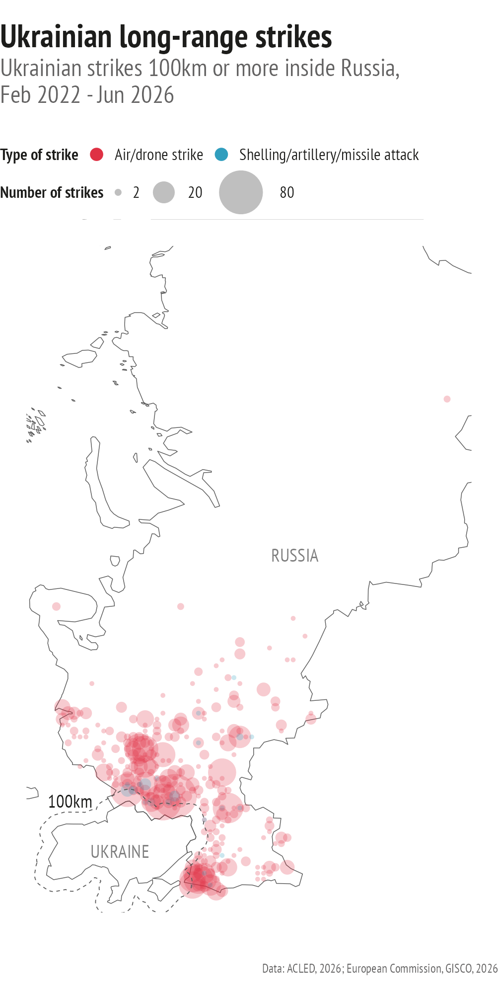 Ukrainian long-range strikes
Ukrainian strikes 100km or more inside Russia,
Feb 2022 - Jun 2026
Type of strike Air/drone strike Shelling/artillery/missile attack
Number of strikes 2 20 80
RUSSIA
100km
UKRAINE
Data: ACLED, 2026; European Commission, GISCO, 2026